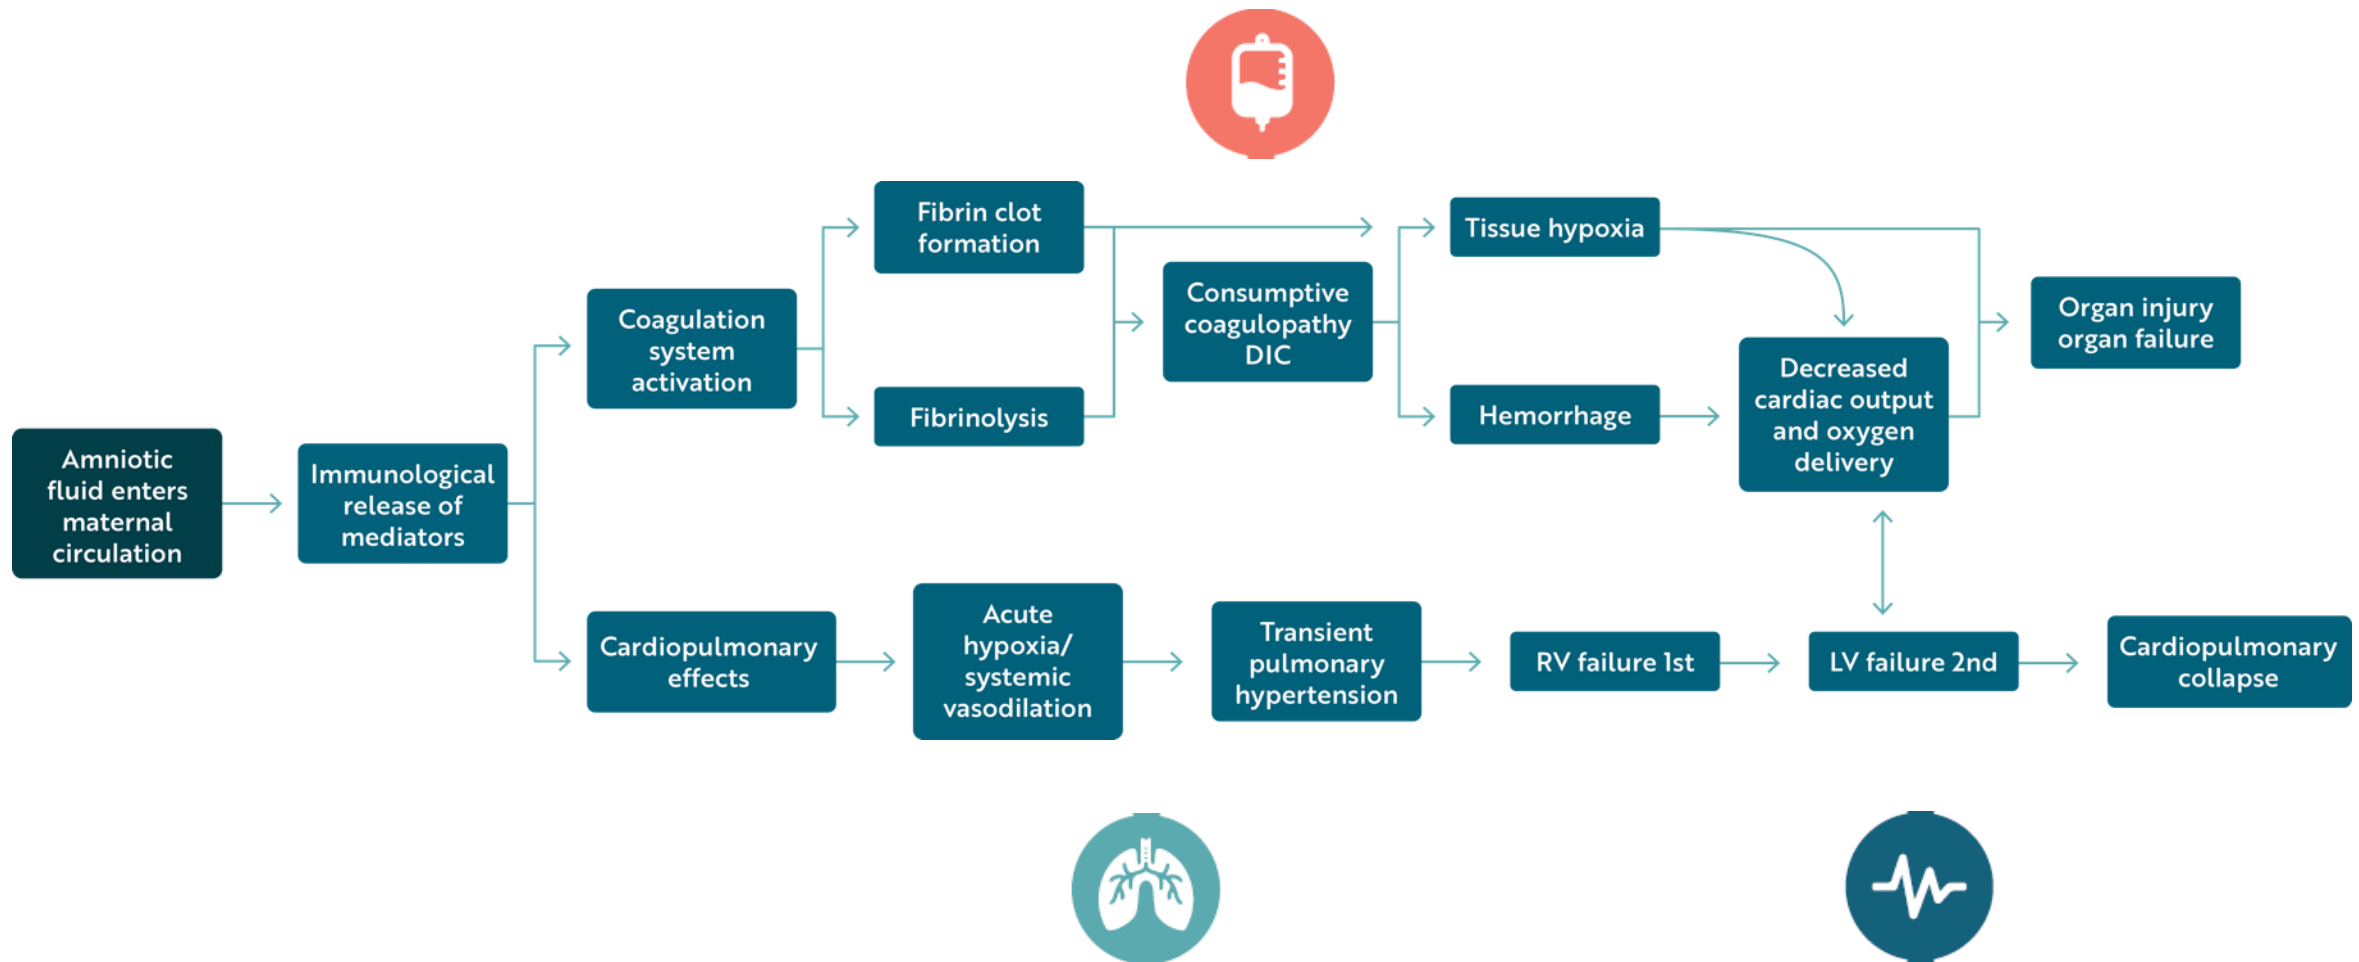 Fibrin clot
formation
Tissue hypoxia
Consumptive
coagulopathy
DIC
Coagulation
system
activation
Organ injury
organ failure
Decreased
cardiac output
and oxygen
delivery
Fibrinolysis
Hemorrhage
Amniotic
fluid enters
maternal
circulation
Immunological
release of
mediators
Cardiopulmonary
effects
Acute
hypoxia/
systemic
vasodilation
Transient
pulmonary
hypertension
RV failure 1st
LV failure 2nd
Cardiopulmonary
collapse